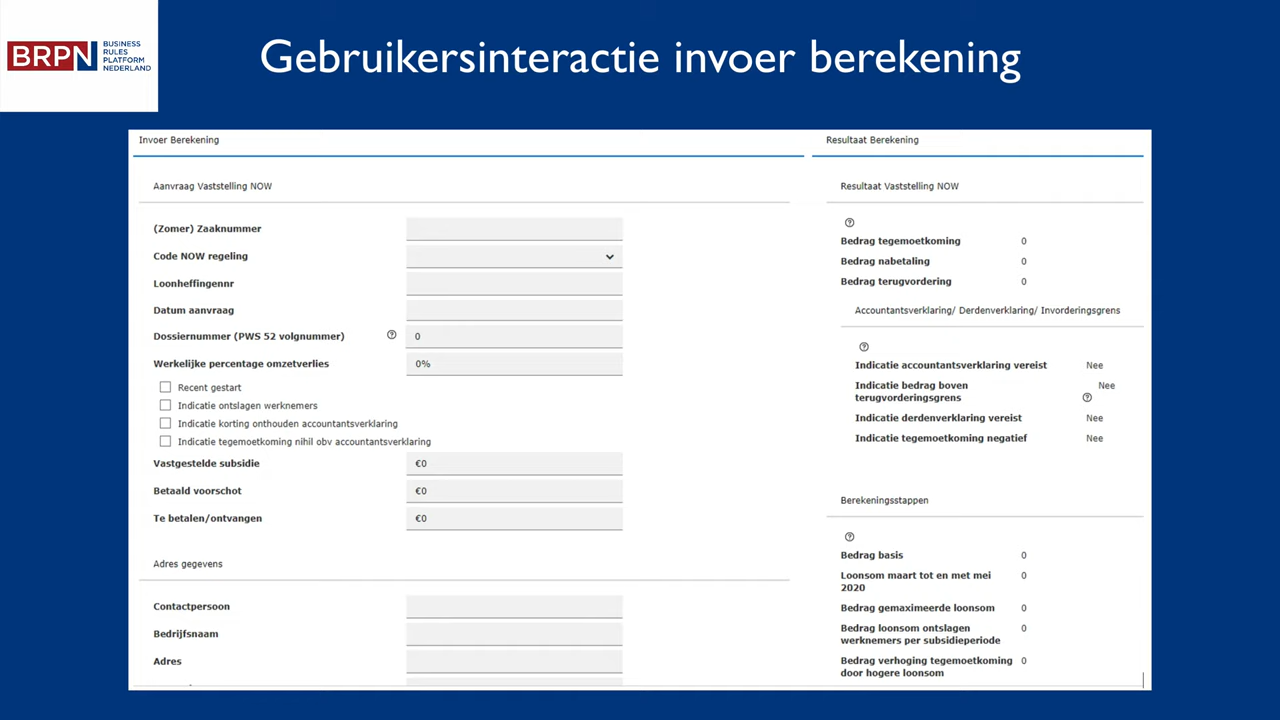 BRPN
BUSINESS
RULES
PLATFORM
NEDERLAND
Gebruikersinteractie invoer berekening
Invoer Berekening
Aanvraag Vaststelling NOW
(Zomer) Zaaknummer
Code NOW regeling
Loonheffingennr
Datum aanvraag
Dossiernummer (PWS 52 volgnummer) 0
Werkelijke percentage omzetverlies 0%
Recent gestart
Indicatie ontslagen werknemers
Indicatie korting onthouden accountantsverklaring
Indicatie tegemoetkoming nihil obv accountantsverklaring
Vastgestelde subsidie €0
Betaald voorschot €0
Te betalen/ontvangen €0
Adres gegevens
Contactpersoon
Bedrijfsnaam
Adres
Resultaat Berekening
Resultaat Vaststelling NOW
Bedrag tegemoetkoming 0
Bedrag nabetaling 0
Bedrag terugvordering 0
Accountantsverklaring/ Derdenverklaring/ Invorderingsgrens
Indicatie accountantsverklaring vereist Nee
Indicatie bedrag boven Nee
terugvorderingsgrens
Indicatie derdenverklaring vereist Nee
Indicatie tegemoetkoming negatief Nee
Berekeningsstappen
Bedrag basis 0
Loonsom maart tot en met mei 0
2020
Bedrag gemaximeerde loonsom 0
Bedrag loonsom ontslagen 0
werknemers per subsidieperiode
Bedrag verhoging tegemoetkoming 0
door hogere loonsom